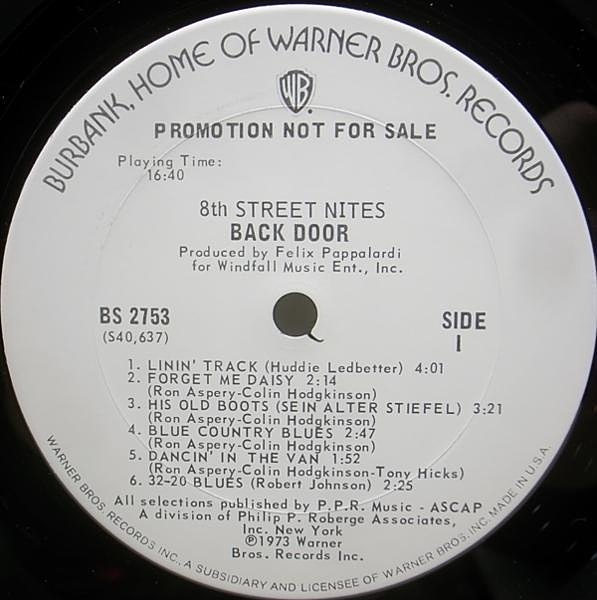 BURBANK, HOME OF WARNER BROS. RECORDS
WB
PROMOTION NOT FOR SALE
Playing Time:
16:40
8th STREET NITES
BACK DOOR
Produced by Felix Pappalardi
for Windfall Music Ent., Inc.
BS 2753
(S40,637)
SIDE
1
1. LININ' TRACK (Huddie Ledbetter) 4:01
2. FORGET ME DAISY 2:14
(Ron Aspery-Colin Hodgkinson)
3. HIS OLD BOOTS (SEIN ALTER STIEFEL) 3:21
(Ron Aspery-Colin Hodgkinson)
4. BLUE COUNTRY BLUES 2:47
(Ron Aspery-Colin Hodgkinson)
5. DANCIN' IN THE VAN 1:52
(Ron Aspery-Colin Hodgkinson-Tony Hicks)
6. 32-20 BLUES (Robert Johnson) 2:25
All selections published by P.P.R. Music - ASCAP
A division of Philip P. Roberge Associates,
Inc. New York
Ⓟ1973 Warner
Bros. Records Inc.
WARNER BROS. RECORDS INC., A SUBSIDIARY AND LICENSEE OF WARNER BROS. INC. MADE IN U.S.A.